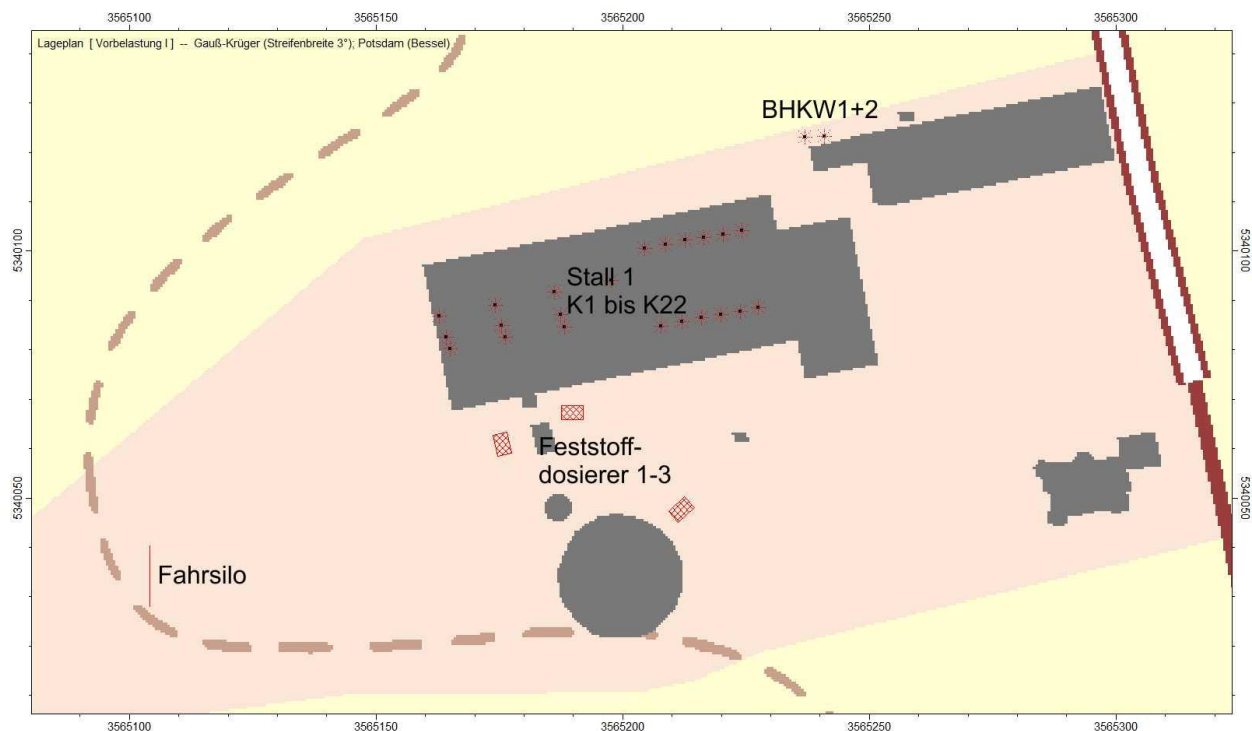 3565100 3565150 3565200 3565250 3565300
Lageplan [ Vorbelastung I ] -- Gauß-Krüger (Streifenbreite 3°); Potsdam (Bessel)
BHKW1+2
5340100 5340100
Stall 1
K1 bis K22
Feststoff-
dosierer 1-3
5340050 5340050
Fahrsilo
3565100 3565150 3565200 3565250 3565300